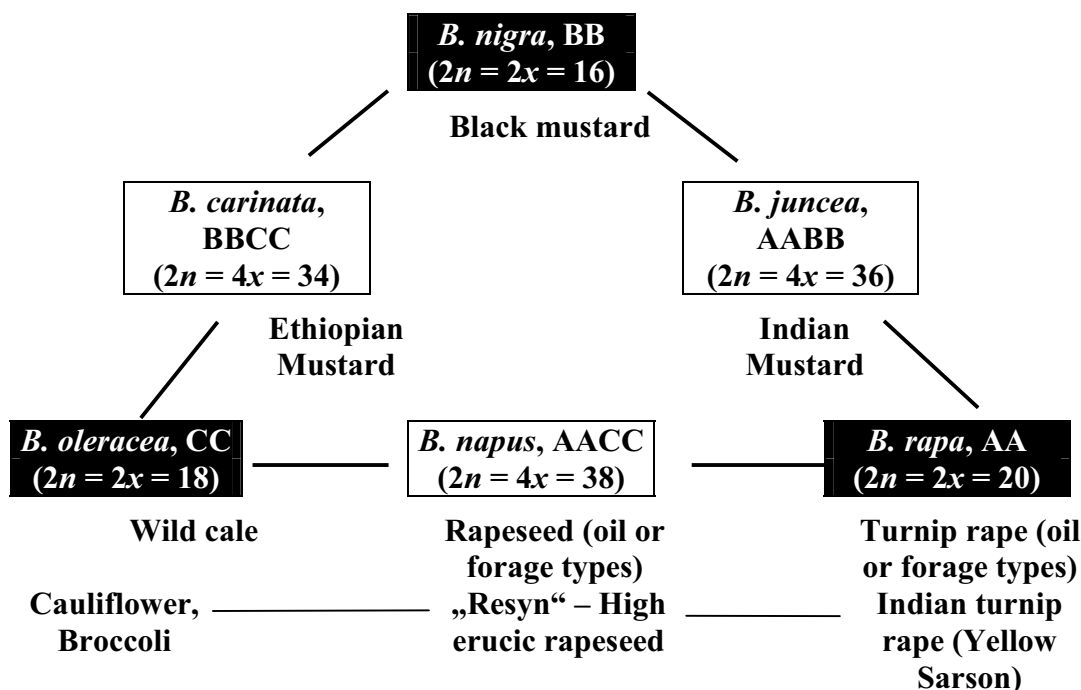 B. nigra, BB
(2n = 2x = 16)
Black mustard
B. carinata,
BBCC
(2n = 4x = 34)
B. juncea,
AABB
(2n = 4x = 36)
Ethiopian
Mustard
Indian
Mustard
B. oleracea, CC
(2n = 2x = 18)
B. napus, AACC
(2n = 4x = 38)
B. rapa, AA
(2n = 2x = 20)
Wild cale
Rapeseed (oil or
forage types)
Turnip rape (oil
or forage types)
Cauliflower,
Broccoli
„Resyn“ – High
erucic rapeseed
Indian turnip
rape (Yellow
Sarson)